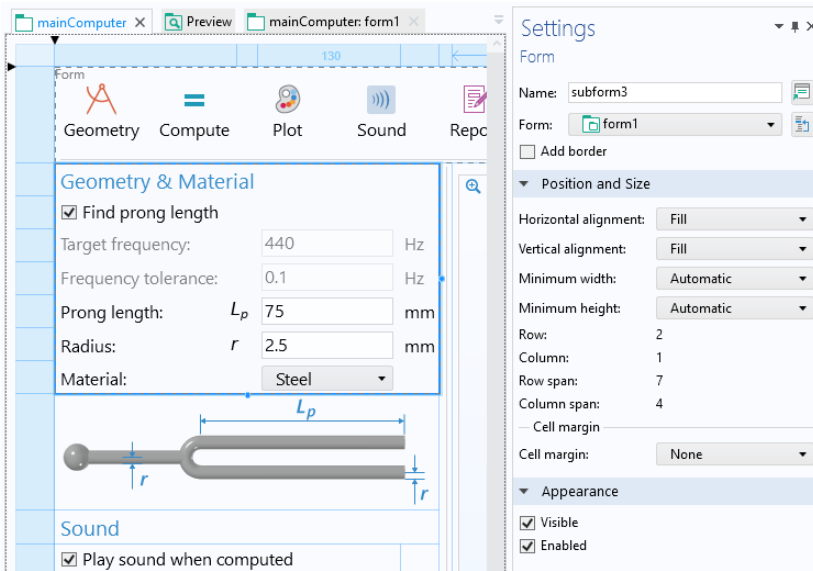 mainComputer
Preview
mainComputer: form1
130
Form
Geometry
Compute
Plot
Sound
Repo
Geometry & Material
Find prong length
Target frequency: 440 Hz
Frequency tolerance: 0.1 Hz
Prong length: Lp 75 mm
Radius: r 2.5 mm
Material: Steel
Lp
r
r
Sound
Play sound when computed
Settings
Form
Name: subform3
Form: form1
Add border
Position and Size
Horizontal alignment: Fill
Vertical alignment: Fill
Minimum width: Automatic
Minimum height: Automatic
Row: 2
Column: 1
Row span: 7
Column span: 4
Cell margin
Cell margin: None
Appearance
Visible
Enabled